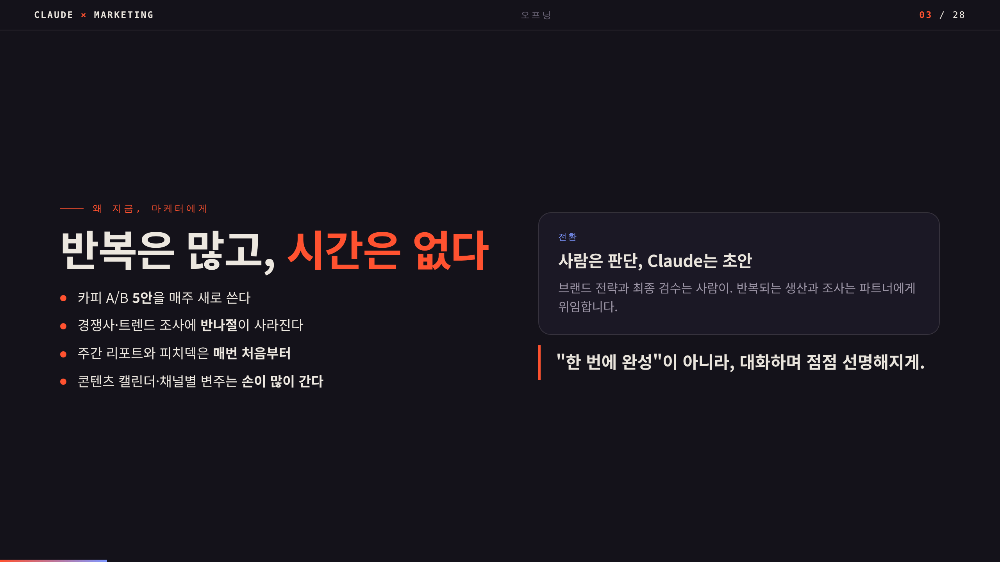 CLAUDE × MARKETING
오프닝
03 / 28
왜 지금, 마케터에게
반복은 많고, 시간은 없다
카피 A/B 5안을 매주 새로 쓴다
경쟁사·트렌드 조사에 반나절이 사라진다
주간 리포트와 피치덱은 매번 처음부터
콘텐츠 캘린더·채널별 변주는 손이 많이 간다
전환
사람은 판단, Claude는 초안
브랜드 전략과 최종 검수는 사람이. 반복되는 생산과 조사는 파트너에게
위임합니다.
"한 번에 완성"이 아니라, 대화하며 점점 선명해지게.